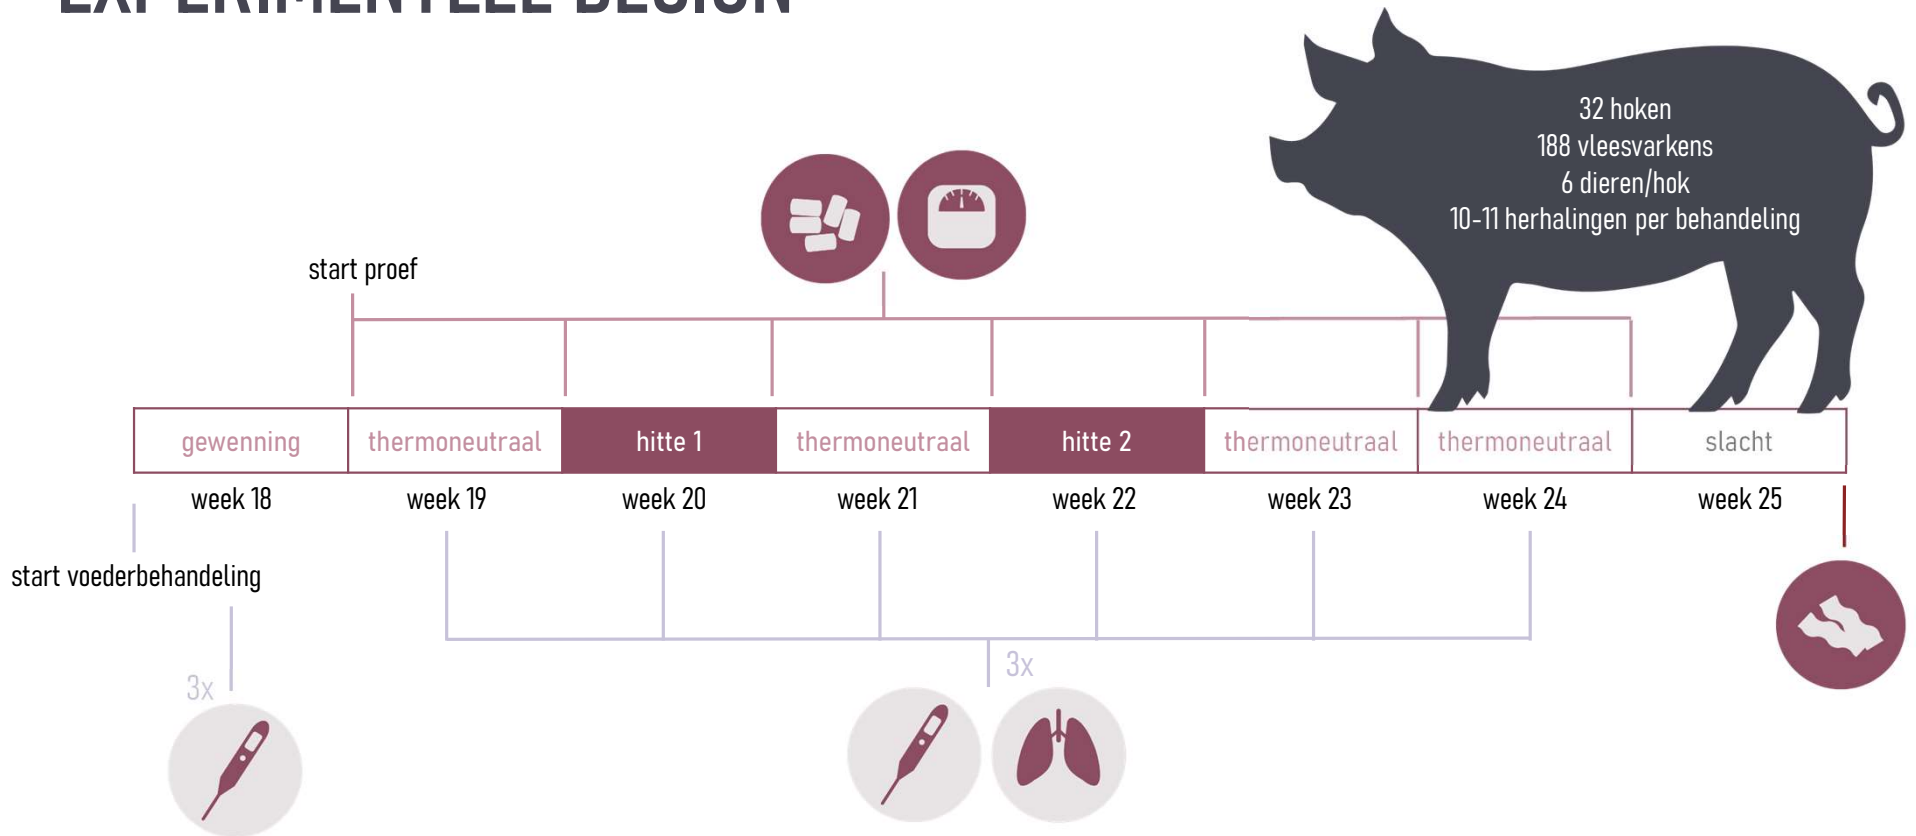 EXPERIMENTELE DESIGN
32 hoken
188 vleesvarkens
6 dieren/hok
10-11 herhalingen per behandeling
start proef
gewenning thermoneutraal hitte 1 thermoneutraal hitte 2 thermoneutraal thermoneutraal slacht
week 18 week 19 week 20 week 21 week 22 week 23 week 24 week 25
start voederbehandeling
3x
3x